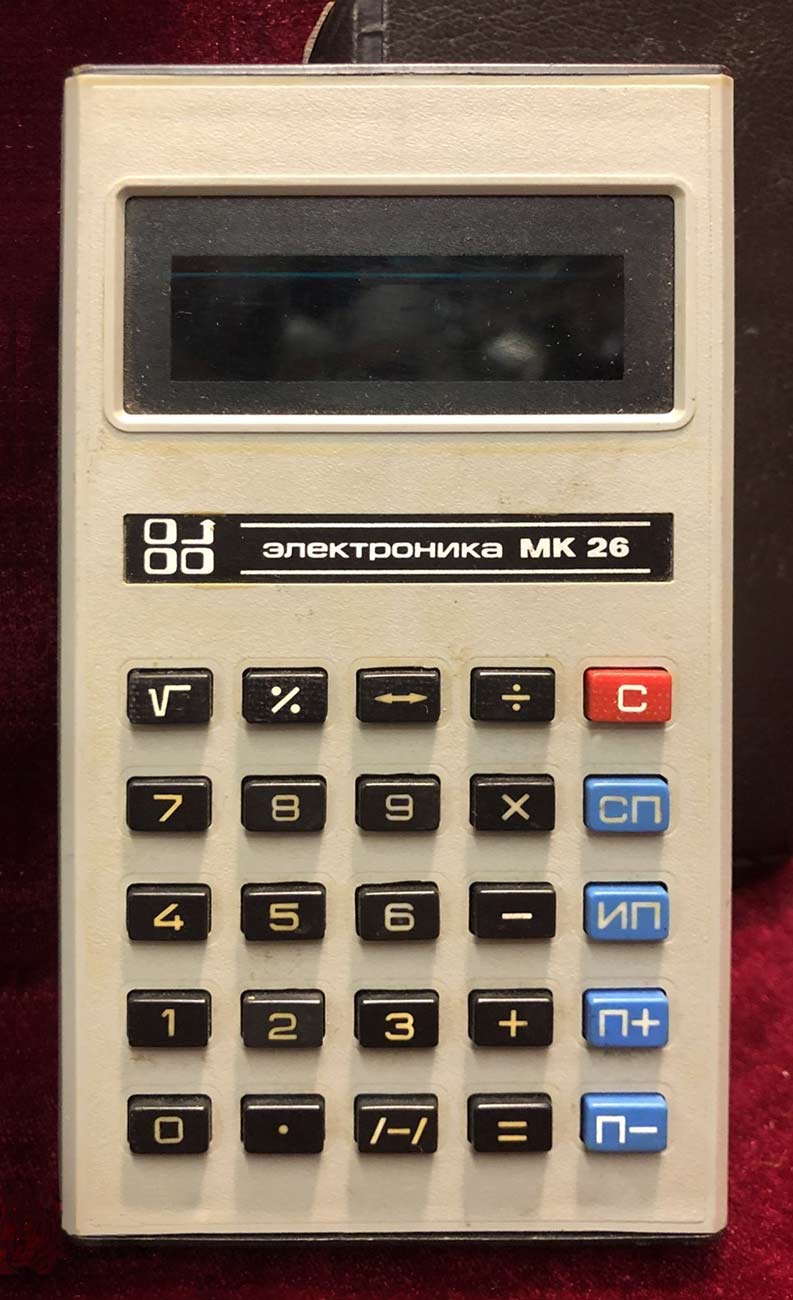 электроника МК 26
√ % ↔ ÷ C
7 8 9 × СП
4 5 6 − ИП
1 2 3 + П+
0 . /−/ = П−